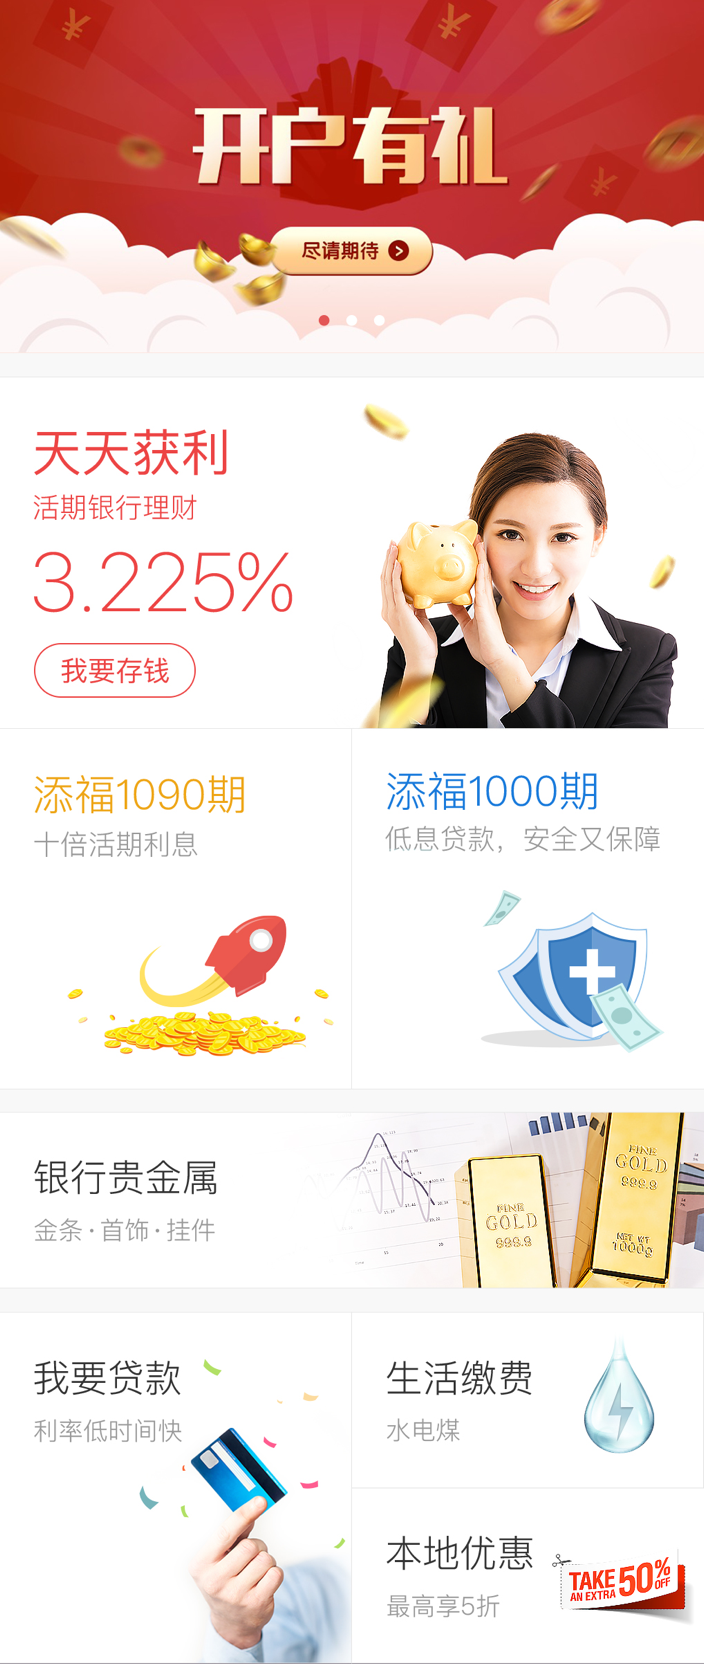 ¥
¥
¥
开户有礼
尽请期待
天天获利
活期银行理财
3.225%
我要存钱
添福1090期
十倍活期利息
添福1000期
低息贷款，安全又保障
银行贵金属
金条·首饰·挂件
FINE
GOLD
999.9
FINE
GOLD
999.9
NET WT
1000g
我要贷款
利率低时间快
生活缴费
水电煤
本地优惠
最高享5折
TAKE 50% OFF
AN EXTRA